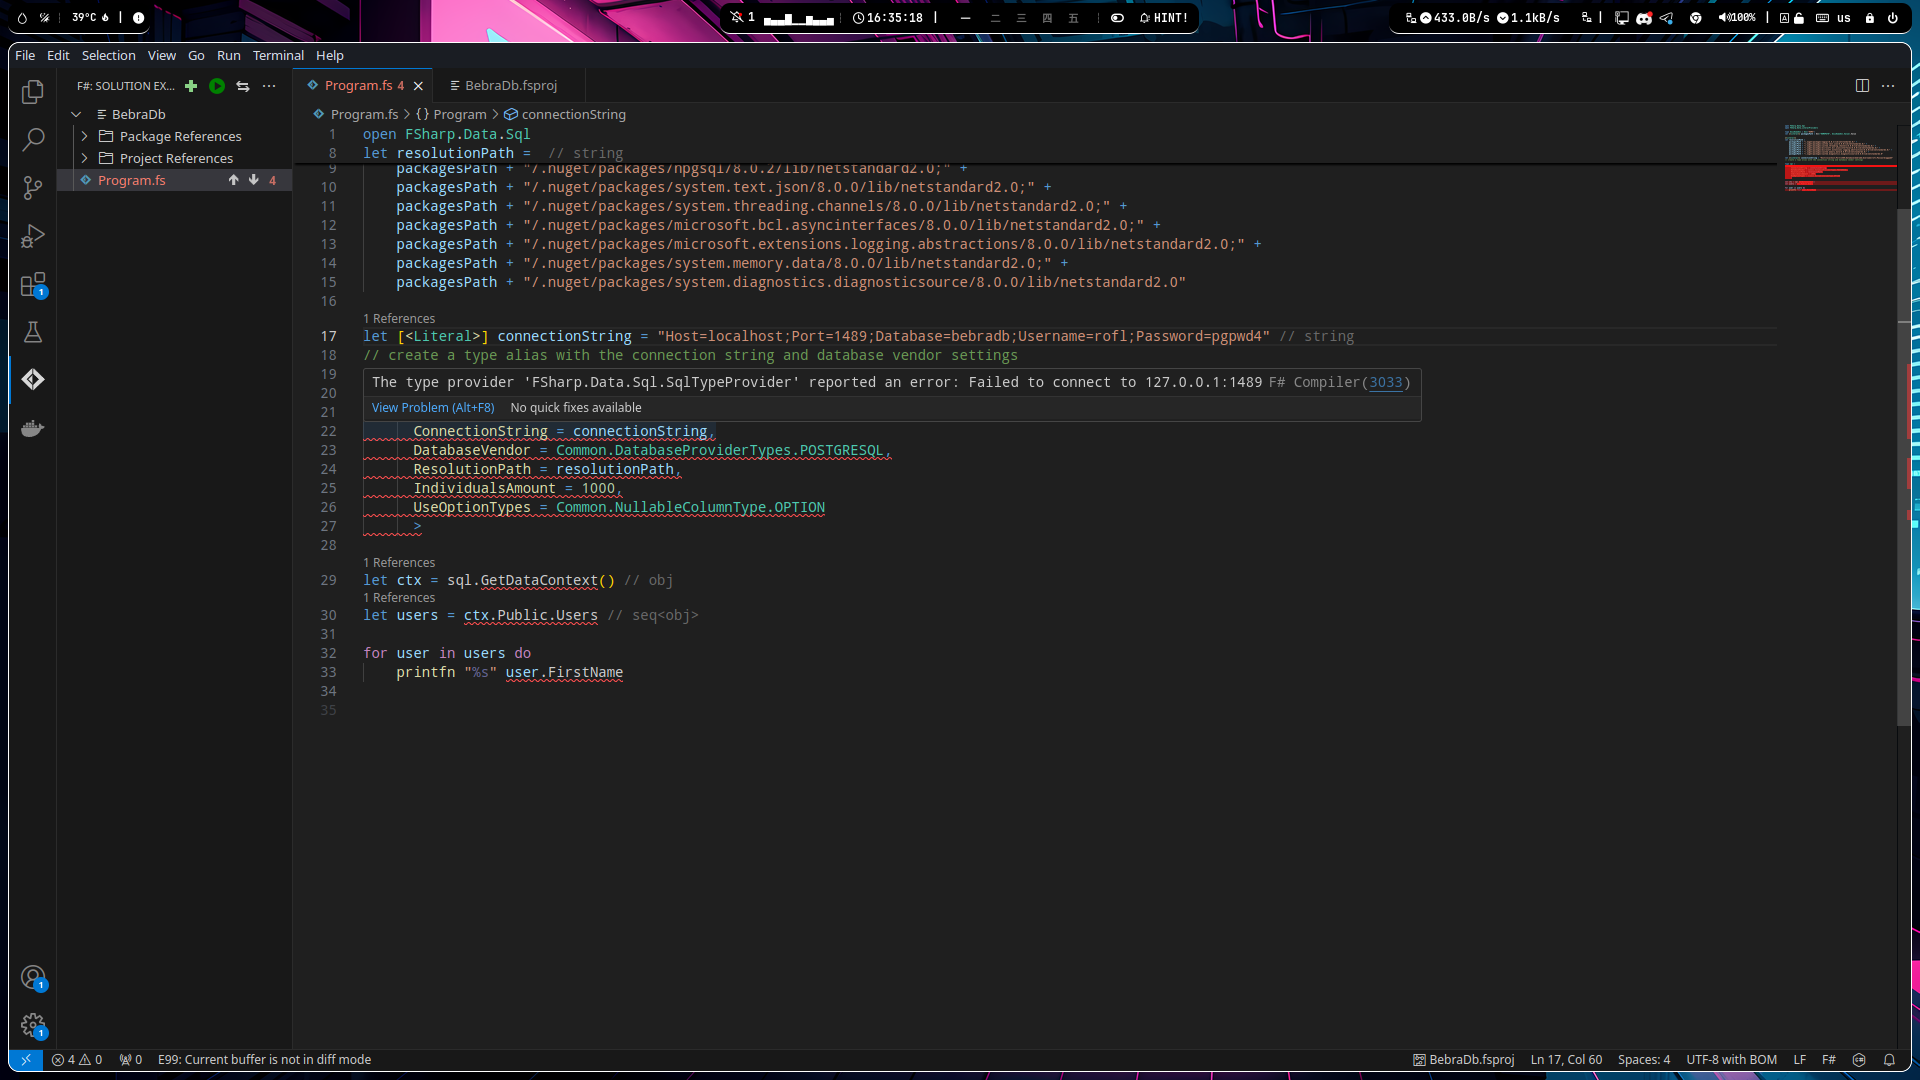 39°C
1
16:35:18
一 二 三 四 五
HINT!
433.0B/s 1.1kB/s
100%
A
us
File Edit Selection View Go Run Terminal Help
F#: SOLUTION EX...
Program.fs 4
BebraDb.fsproj
BebraDb
Package References
Project References
Program.fs 4
Program.fs > {} Program > connectionString
1 open FSharp.Data.Sql
8 let resolutionPath = // string
9 packagesPath + "/.nuget/packages/npgsql/8.0.2/lib/netstandard2.0;" +
10 packagesPath + "/.nuget/packages/system.text.json/8.0.0/lib/netstandard2.0;" +
11 packagesPath + "/.nuget/packages/system.threading.channels/8.0.0/lib/netstandard2.0;" +
12 packagesPath + "/.nuget/packages/microsoft.bcl.asyncinterfaces/8.0.0/lib/netstandard2.0;" +
13 packagesPath + "/.nuget/packages/microsoft.extensions.logging.abstractions/8.0.0/lib/netstandard2.0;" +
14 packagesPath + "/.nuget/packages/system.memory.data/8.0.0/lib/netstandard2.0;" +
15 packagesPath + "/.nuget/packages/system.diagnostics.diagnosticsource/8.0.0/lib/netstandard2.0"
16
1 References
17 let [<Literal>] connectionString = "Host=localhost;Port=1489;Database=bebradb;Username=rofl;Password=pgpwd4" // string
18 // create a type alias with the connection string and database vendor settings
19
The type provider 'FSharp.Data.Sql.SqlTypeProvider' reported an error: Failed to connect to 127.0.0.1:1489 F# Compiler(3033)
20
View Problem (Alt+F8) No quick fixes available
21
22 ConnectionString = connectionString,
23 DatabaseVendor = Common.DatabaseProviderTypes.POSTGRESQL,
24 ResolutionPath = resolutionPath,
25 IndividualsAmount = 1000,
26 UseOptionTypes = Common.NullableColumnType.OPTION
27 >
28
1 References
29 let ctx = sql.GetDataContext() // obj
1 References
30 let users = ctx.Public.Users // seq<obj>
31
32 for user in users do
33 printfn "%s" user.FirstName
34
35
1
1
1
4 0 0 E99: Current buffer is not in diff mode
BebraDb.fsproj Ln 17, Col 60 Spaces: 4 UTF-8 with BOM LF F#